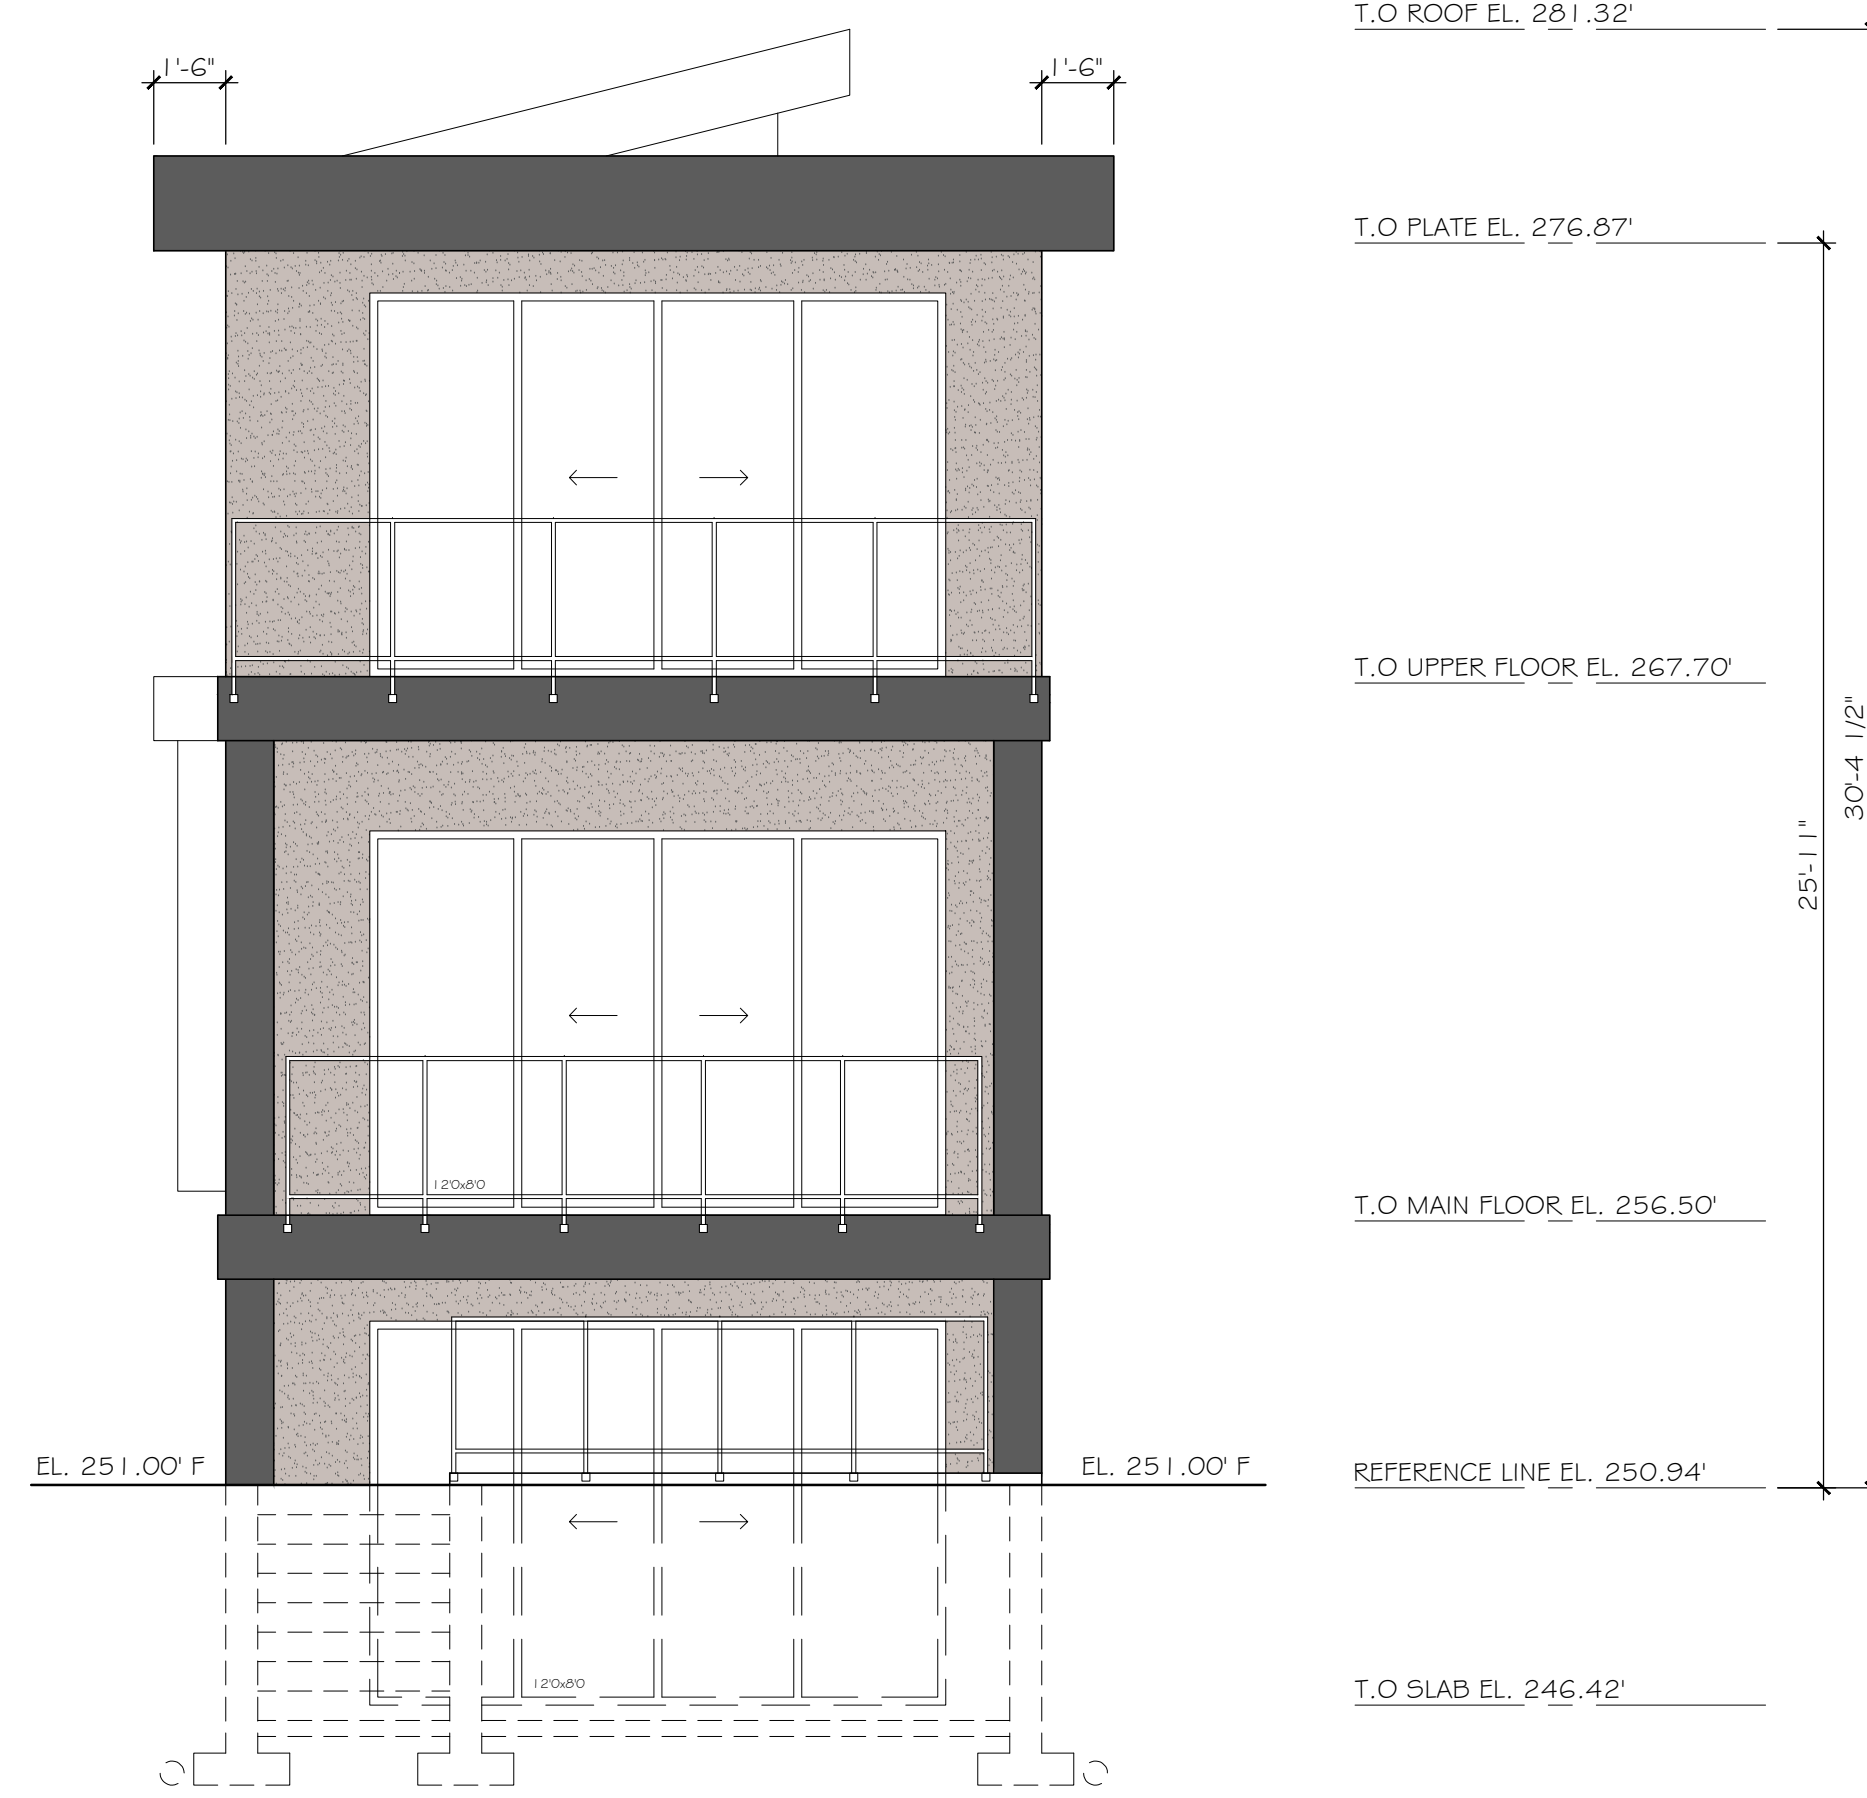 T.O ROOF EL. 281.32'
1'-6"
1'-6"
T.O PLATE EL. 276.87'
T.O UPPER FLOOR EL. 267.70'
30'-4 1/2"
25'-11"
12'0x8'0
T.O MAIN FLOOR EL. 256.50'
EL. 251.00' F
EL. 251.00' F
REFERENCE LINE EL. 250.94'
12'0x8'0
T.O SLAB EL. 246.42'